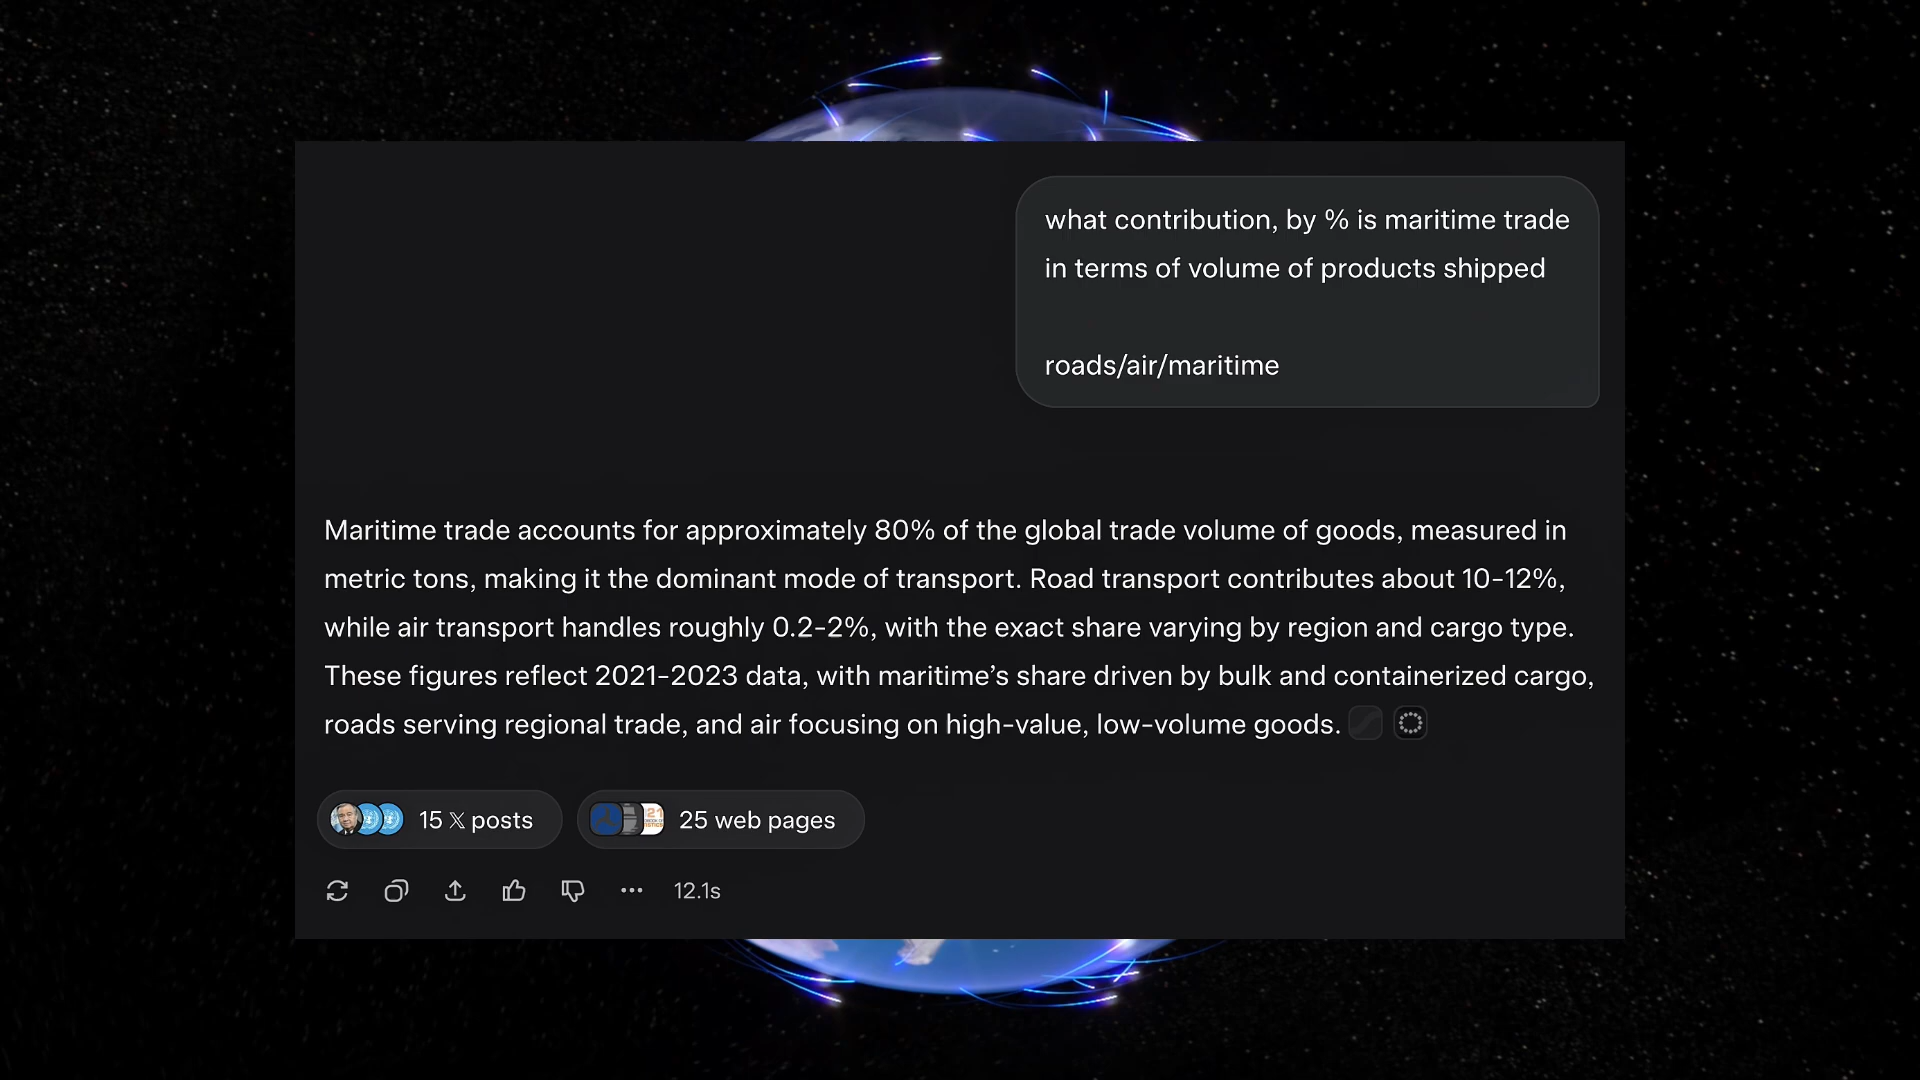 what contribution, by % is maritime trade
in terms of volume of products shipped
roads/air/maritime
Maritime trade accounts for approximately 80% of the global trade volume of goods, measured in
metric tons, making it the dominant mode of transport. Road transport contributes about 10-12%,
while air transport handles roughly 0.2-2%, with the exact share varying by region and cargo type.
These figures reflect 2021-2023 data, with maritime’s share driven by bulk and containerized cargo,
roads serving regional trade, and air focusing on high-value, low-volume goods.
15 𝕏 posts
25 web pages
12.1s